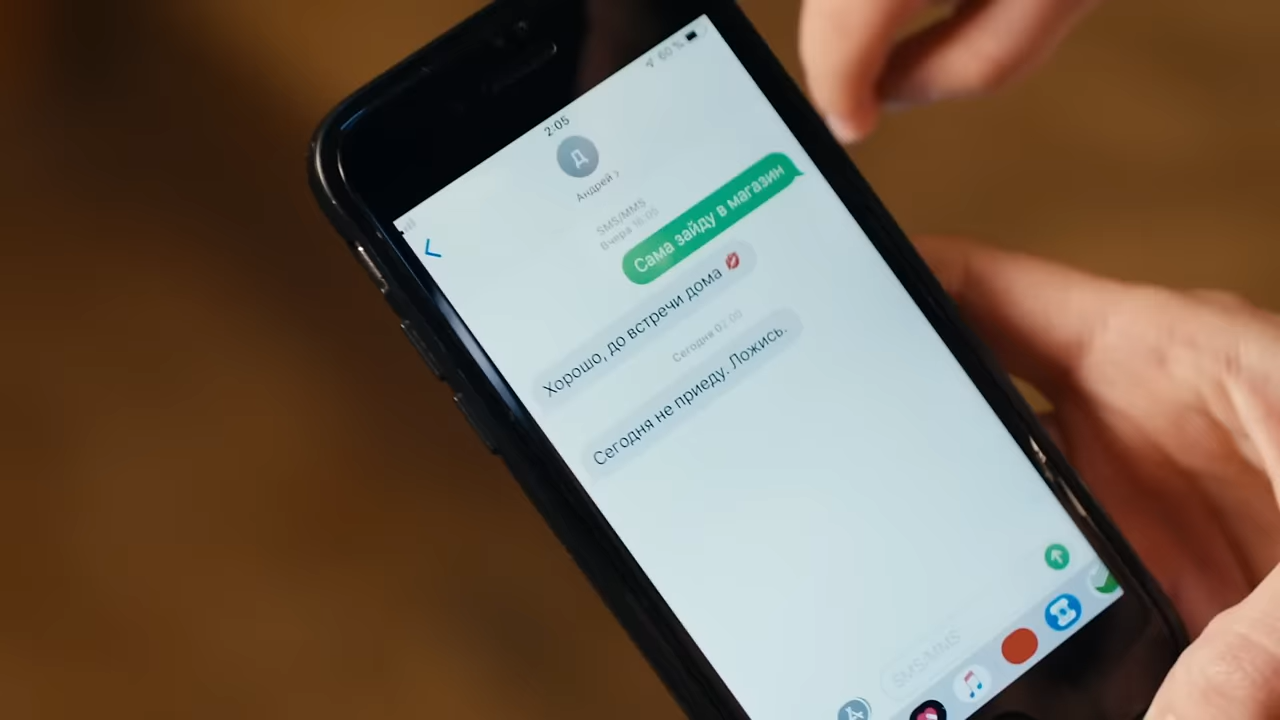 60 %
2:05
Д
Андрей
SMS/MMS
Вчера 16:05
Сама зайду в магазин
Хорошо, до встречи дома 💋
Сегодня 02:00
Сегодня не приеду. Ложись.
SMS/MMS